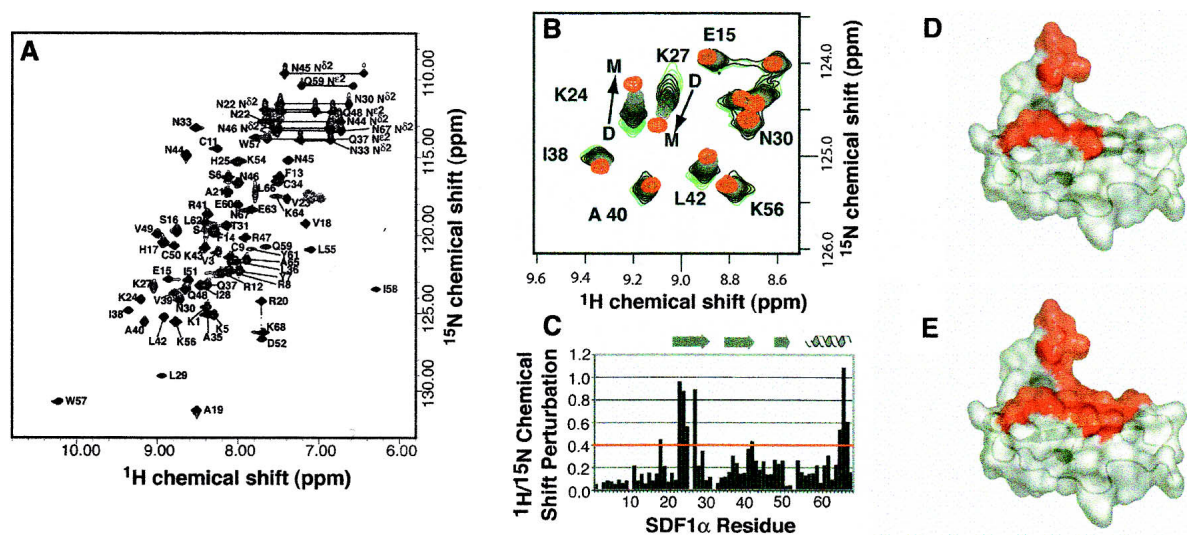 A
N45 Nδ2
Q59 Nε2
N22 Nδ2
N30 Nδ2
N22
Q48 Nε2
N44 Nδ2
N46 Nδ2
N67 Nδ2
W57
Q37 Nε2
N33 Nδ2
N33
C11
N44
H25
K54
N45
S6
N46
F13
C34
A21
L66
V23
E60
K64
R41
N67
E63
S16
L62
V18
V49
S4
T31
F14
R47
H17
C9
Q59
L55
C50
K43
Y61
V3
A65
L36
E15
I51
Y7
R8
K27
Q37
R12
I58
K24
V39
Q48
I28
R20
I38
N30
K1
K5
K68
A40
A35
D52
L42
K56
L29
W57
A19
110.00
115.00
120.00
125.00
130.00
15N chemical shift (ppm)
10.00
9.00
8.00
7.00
6.00
1H chemical shift (ppm)
B
E15
K27
M
D
K24
D
M
N30
I38
L42
A 40
K56
124.0
125.0
126.0
15N chemical shift (ppm)
9.6
9.4
9.2
9.0
8.8
8.6
1H chemical shift (ppm)
C
1.2
1.0
0.8
0.6
0.4
0.2
0.0
1H/15N Chemical
Shift Perturbation
10
20
30
40
50
60
SDF1α Residue
D
E